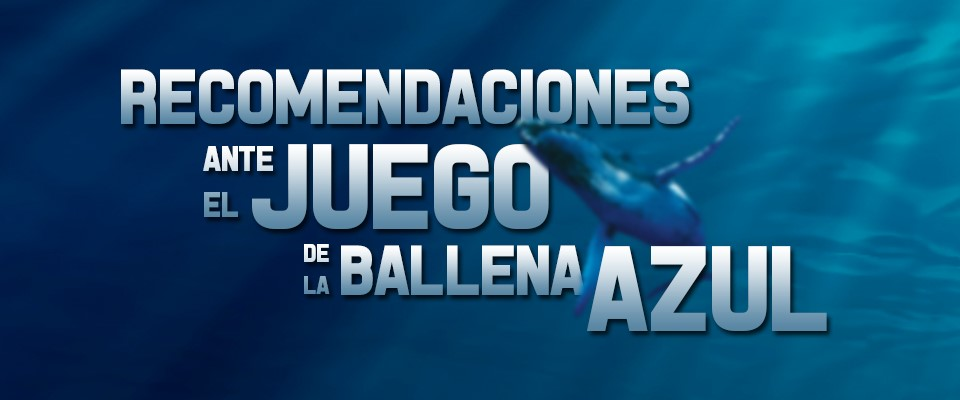 RECOMENDACIONES
ANTE EL JUEGO
DE LA BALLENA AZUL